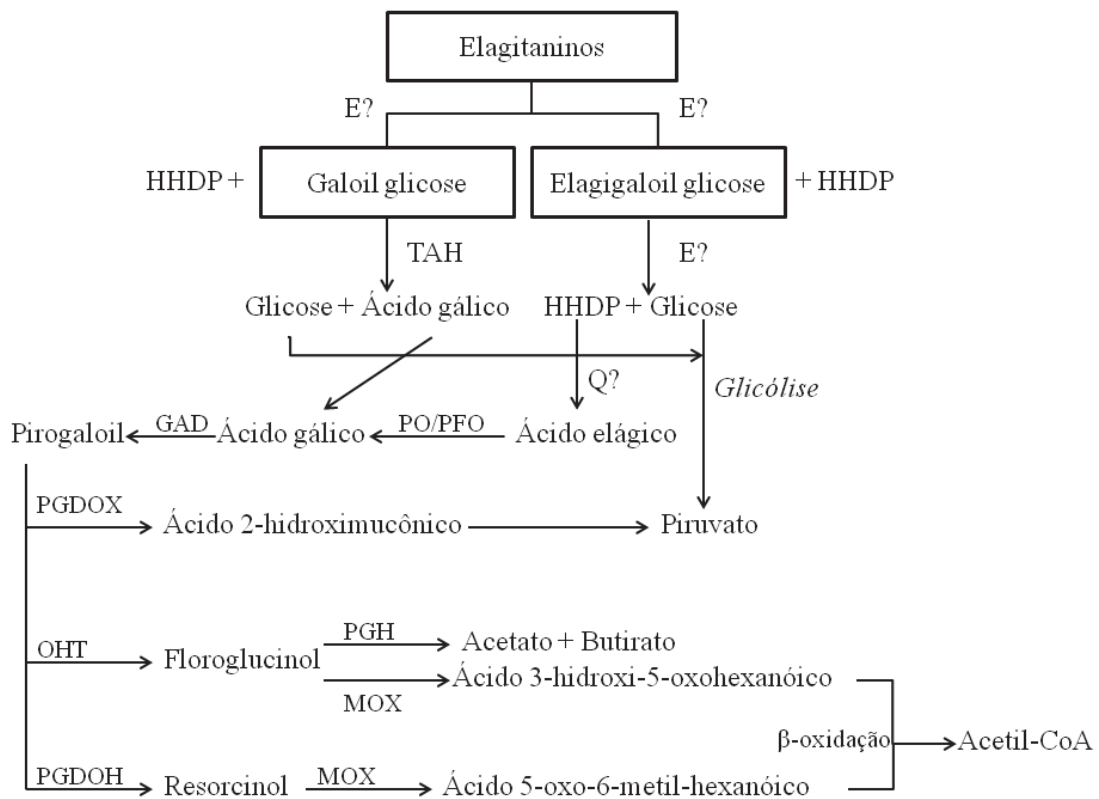 Elagitaninos
E? E?
HHDP + Galoil glicose Elagigaloil glicose + HHDP
TAH E?
Glicose + Ácido gálico HHDP + Glicose
Q? Glicólise
Pirogaloil GAD Ácido gálico PO/PFO Ácido elágico
PGDOX Ácido 2-hidroximucônico Piruvato
OHT Floroglucinol PGH Acetato + Butirato
MOX Ácido 3-hidroxi-5-oxohexanóico
β-oxidação Acetil-CoA
PGDOH Resorcinol MOX Ácido 5-oxo-6-metil-hexanóico